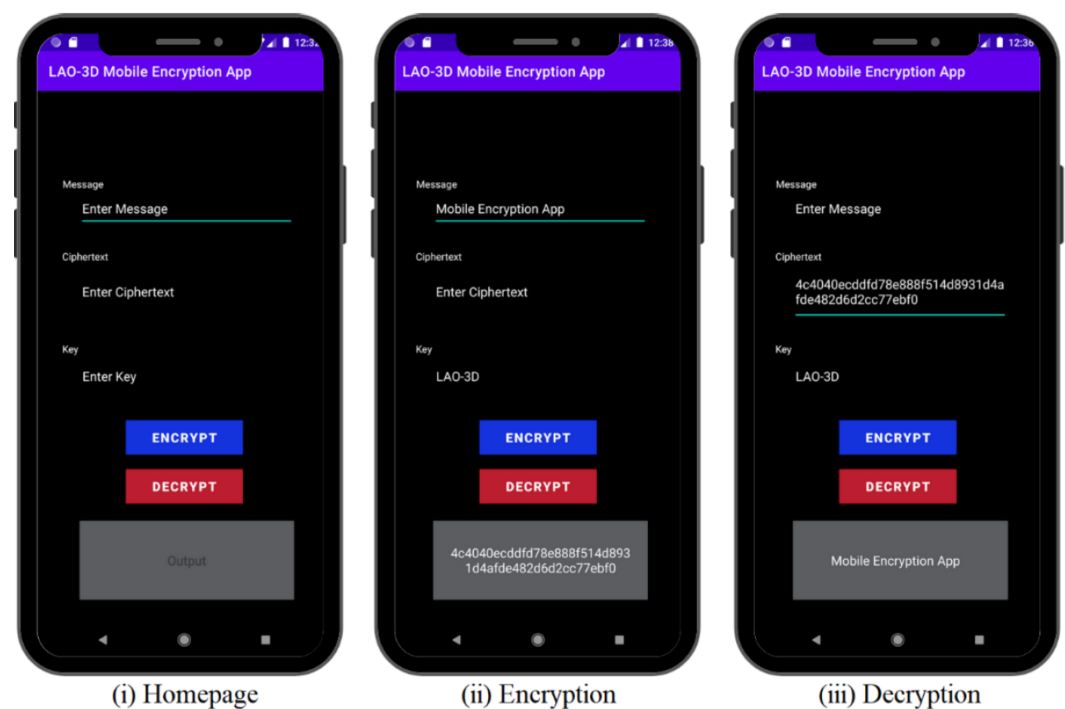 12:32
LAO-3D Mobile Encryption App
Message
Enter Message
Ciphertext
Enter Ciphertext
Key
Enter Key
ENCRYPT
DECRYPT
Output
(i) Homepage
12:38
LAO-3D Mobile Encryption App
Message
Mobile Encryption App
Ciphertext
Enter Ciphertext
Key
LAO-3D
ENCRYPT
DECRYPT
4c4040ecddfd78e888f514d893
1d4afde482d6d2cc77ebf0
(ii) Encryption
12:36
LAO-3D Mobile Encryption App
Message
Enter Message
Ciphertext
4c4040ecddfd78e888f514d8931d4a
fde482d6d2cc77ebf0
Key
LAO-3D
ENCRYPT
DECRYPT
Mobile Encryption App
(iii) Decryption